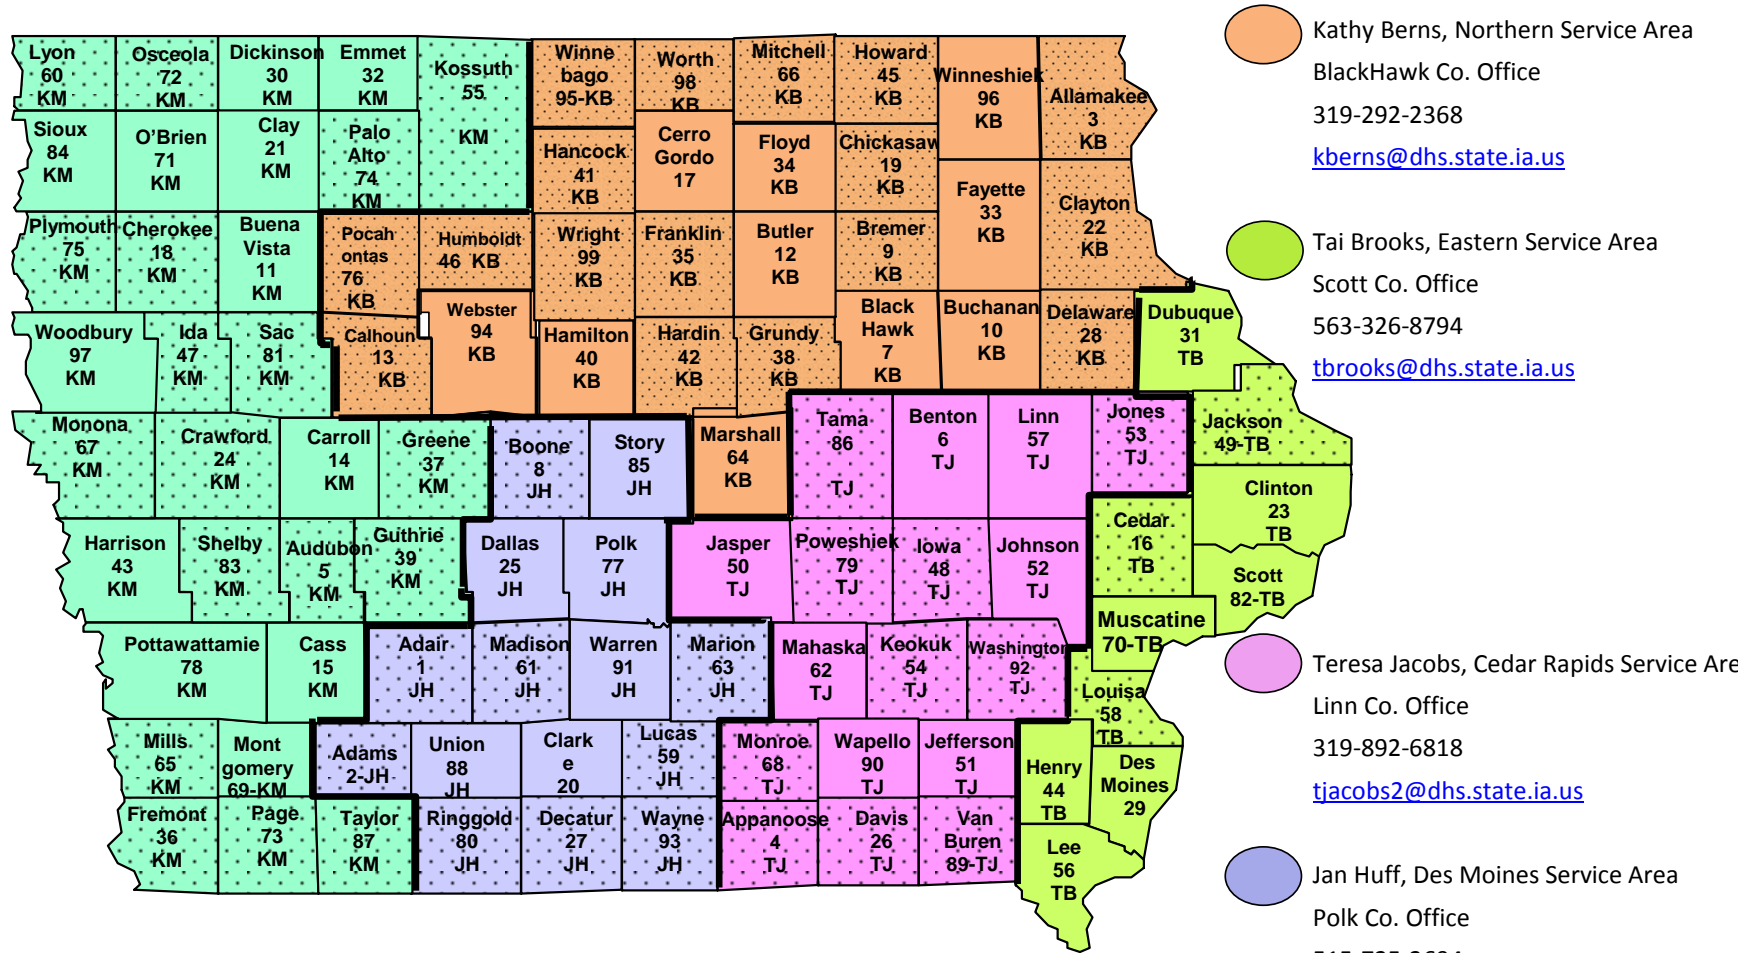 Lyon
60
KM
Osceola
72
KM
Dickinson
30
KM
Emmet
32
KM
Kossuth
55
KM
Winne
bago
95-KB
Worth
98
KB
Mitchell
66
KB
Howard
45
KB
Winneshiek
96
KB
Allamakee
3
KB
Sioux
84
KM
O'Brien
71
KM
Clay
21
KM
Palo
Alto
74
KM
Hancock
41
KB
Cerro
Gordo
17
Floyd
34
KB
Chickasaw
19
KB
Fayette
33
KB
Clayton
22
KB
Plymouth
75
KM
Cherokee
18
KM
Buena
Vista
11
KM
Pocah
ontas
76
KB
Humboldt
46 KB
Wright
99
KB
Franklin
35
KB
Butler
12
KB
Bremer
9
KB
Woodbury
97
KM
Ida
47
KM
Sac
81
KM
Calhoun
13
KB
Webster
94
KB
Hamilton
40
KB
Hardin
42
KB
Grundy
38
KB
Black
Hawk
7
KB
Buchanan
10
KB
Delaware
28
KB
Dubuque
31
TB
Monona
67
KM
Crawford
24
KM
Carroll
14
KM
Greene
37
KM
Boone
8
JH
Story
85
JH
Marshall
64
KB
Tama
86
TJ
Benton
6
TJ
Linn
57
TJ
Jones
53
TJ
Jackson
49-TB
Clinton
23
TB
Harrison
43
KM
Shelby
83
KM
Audubon
5
KM
Guthrie
39
KM
Dallas
25
JH
Polk
77
JH
Jasper
50
TJ
Poweshiek
79
TJ
Iowa
48
TJ
Johnson
52
TJ
Cedar
16
TB
Scott
82-TB
Muscatine
70-TB
Pottawattamie
78
KM
Cass
15
KM
Adair
1
JH
Madison
61
JH
Warren
91
JH
Marion
63
JH
Mahaska
62
TJ
Keokuk
54
TJ
Washington
92
TJ
Louisa
58
TB
Mills
65
KM
Mont
gomery
69-KM
Adams
2-JH
Union
88
JH
Clark
e
20
Lucas
59
JH
Monroe
68
TJ
Wapello
90
TJ
Jefferson
51
TJ
Henry
44
TB
Des
Moines
29
Fremont
36
KM
Page
73
KM
Taylor
87
KM
Ringgold
80
JH
Decatur
27
JH
Wayne
93
JH
Appanoose
4
TJ
Davis
26
TJ
Van
Buren
89-TJ
Lee
56
TB
Kathy Berns, Northern Service Area
BlackHawk Co. Office
319-292-2368
kberns@dhs.state.ia.us
Tai Brooks, Eastern Service Area
Scott Co. Office
563-326-8794
tbrooks@dhs.state.ia.us
Teresa Jacobs, Cedar Rapids Service Are
Linn Co. Office
319-892-6818
tjacobs2@dhs.state.ia.us
Jan Huff, Des Moines Service Area
Polk Co. Office